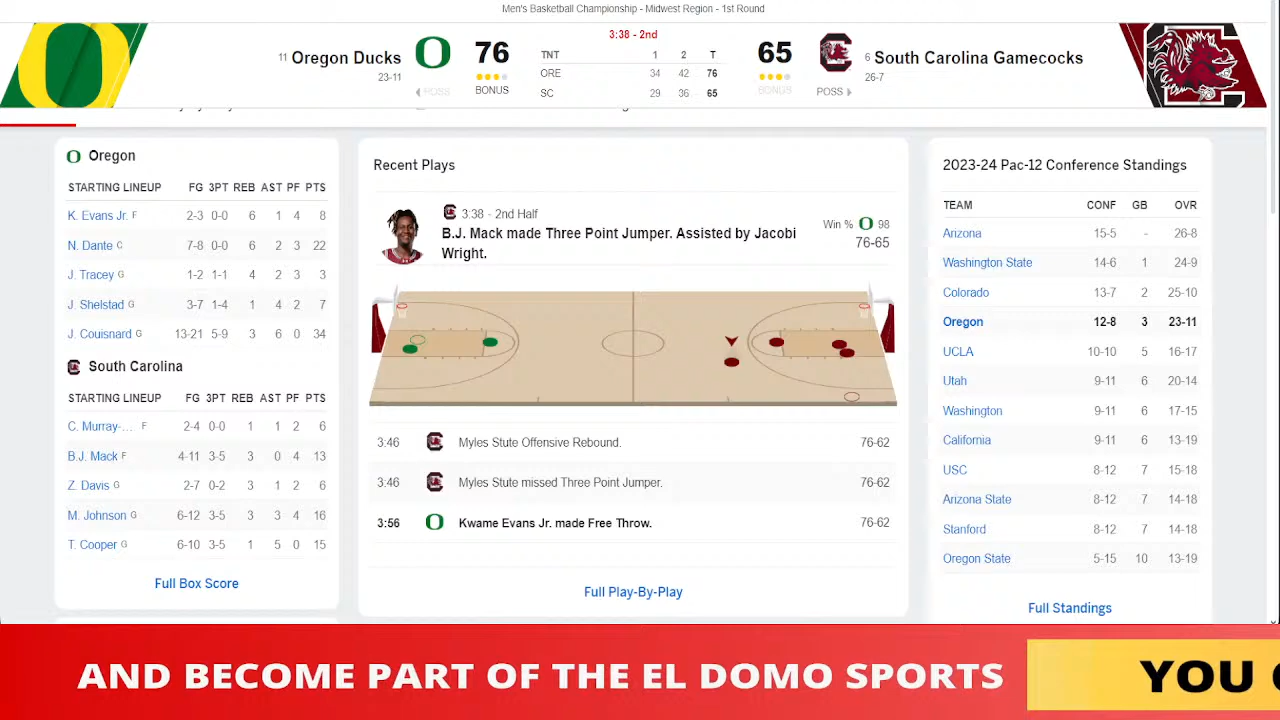 Men's Basketball Championship - Midwest Region - 1st Round
11 Oregon Ducks
23-11
76
BONUS
POSS
3:38 - 2nd
TNT 1 2 T
ORE 34 42 76
SC 29 36 65
65
BONUS
POSS
6 South Carolina Gamecocks
26-7
Oregon
STARTING LINEUP FG 3PT REB AST PF PTS
K. Evans Jr. F 2-3 0-0 6 1 4 8
N. Dante C 7-8 0-0 6 2 3 22
J. Tracey G 1-2 1-1 4 2 3 3
J. Shelstad G 3-7 1-4 1 4 2 7
J. Couisnard G 13-21 5-9 3 6 0 34
South Carolina
STARTING LINEUP FG 3PT REB AST PF PTS
C. Murray-... F 2-4 0-0 1 1 2 6
B.J. Mack F 4-11 3-5 3 0 4 13
Z. Davis G 2-7 0-2 3 1 2 6
M. Johnson G 6-12 3-5 3 3 4 16
T. Cooper G 6-10 3-5 1 5 0 15
Full Box Score
Recent Plays
3:38 - 2nd Half
B.J. Mack made Three Point Jumper. Assisted by Jacobi
Wright.
Win % 98
76-65
3:46 Myles Stute Offensive Rebound. 76-62
3:46 Myles Stute missed Three Point Jumper. 76-62
3:56 Kwame Evans Jr. made Free Throw. 76-62
Full Play-By-Play
2023-24 Pac-12 Conference Standings
TEAM CONF GB OVR
Arizona 15-5 - 26-8
Washington State 14-6 1 24-9
Colorado 13-7 2 25-10
Oregon 12-8 3 23-11
UCLA 10-10 5 16-17
Utah 9-11 6 20-14
Washington 9-11 6 17-15
California 9-11 6 13-19
USC 8-12 7 15-18
Arizona State 8-12 7 14-18
Stanford 8-12 7 14-18
Oregon State 5-15 10 13-19
Full Standings
AND BECOME PART OF THE EL DOMO SPORTS
YOU